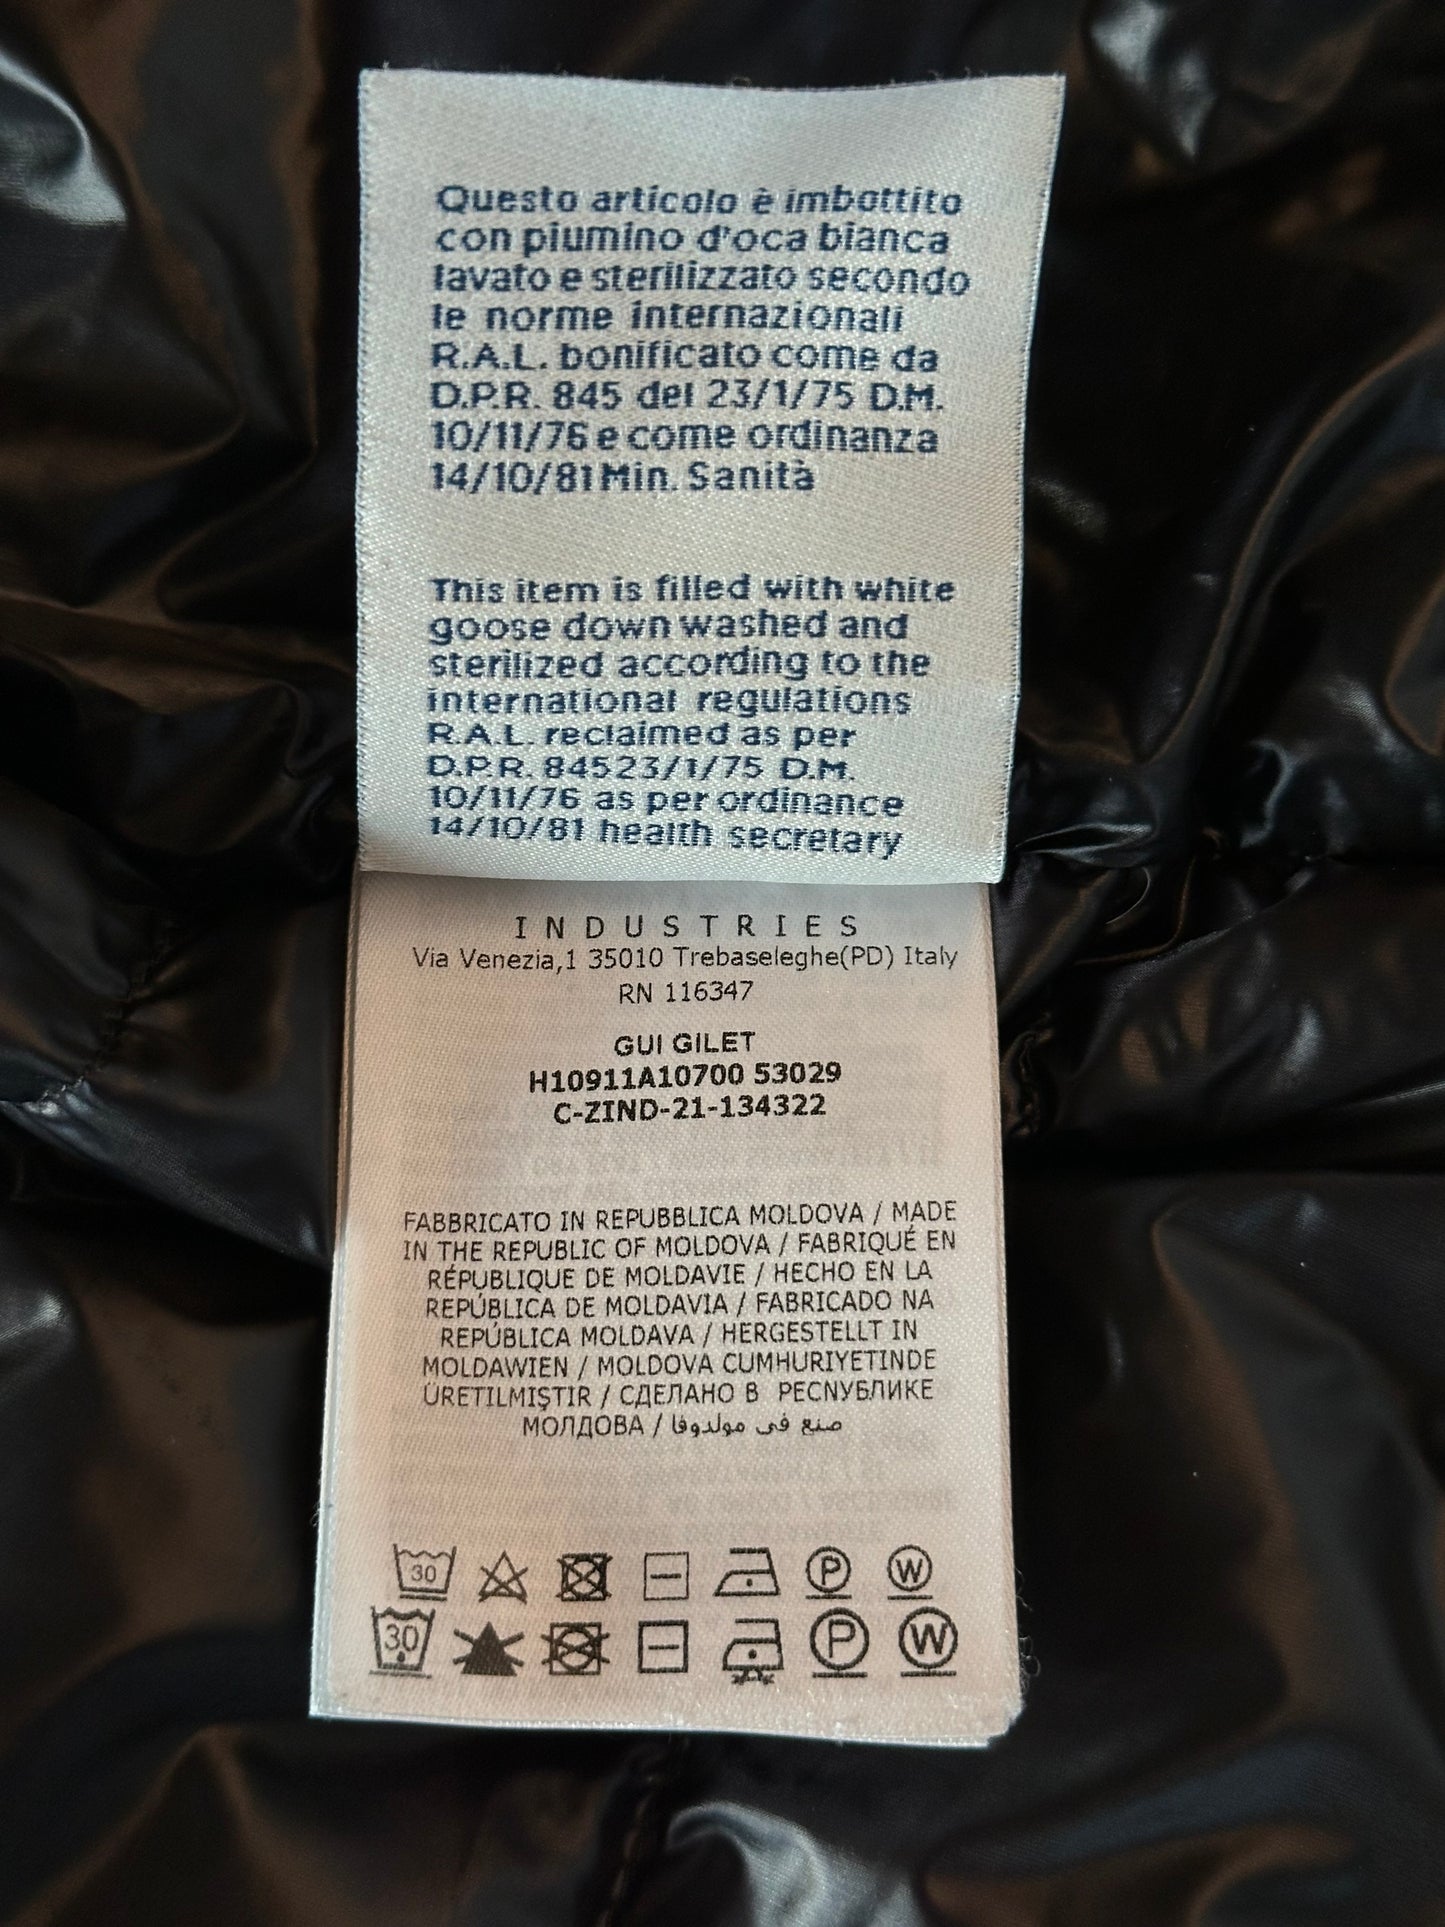 Questo articolo è imbottito
con piumino d'oca bianca
lavato e sterilizzato secondo
le norme internazionali
R.A.L. bonificato come da
D.P.R. 845 del 23/1/75 D.M.
10/11/76 e come ordinanza
14/10/81 Min. Sanità
This item is filled with white
goose down washed and
sterilized according to the
international regulations
R.A.L. reclaimed as per
D.P.R. 84523/1/75 D.M.
10/11/76 as per ordinance
14/10/81 health secretary
INDUSTRIES
Via Venezia,1 35010 Trebaseleghe(PD) Italy
RN 116347
GUI GILET
H10911A10700 53029
C-ZIND-21-134322
FABBRICATO IN REPUBBLICA MOLDOVA / MADE
IN THE REPUBLIC OF MOLDOVA / FABRIQUÉ EN
RÉPUBLIQUE DE MOLDAVIE / HECHO EN LA
REPÚBLICA DE MOLDAVIA / FABRICADO NA
REPÚBLICA MOLDAVA / HERGESTELLT IN
MOLDAWIEN / MOLDOVA CUMHURIYETINDE
ÜRETILMIŞTIR / СДЕЛАНО В РЕСПУБЛИКЕ
МОЛДОВА / صنع في مولدوفا
30 P W
30 P W